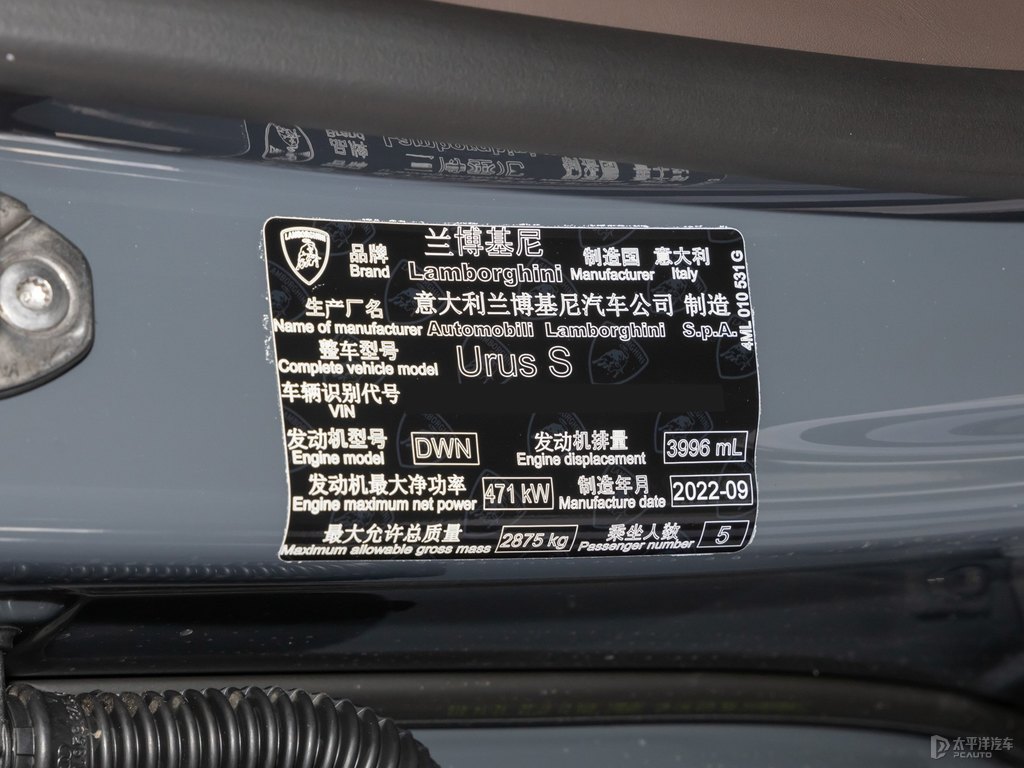 LAMBORGHINI
品牌 兰博基尼 制造国 意大利
Brand Lamborghini Manufacturer Italy
生产厂名 意大利兰博基尼汽车公司 制造
Name of manufacturer Automobili Lamborghini S.p.A.
整车型号 Urus S
Complete vehicle model
车辆识别代号
VIN
发动机型号 DWN 发动机排量 3996 mL
Engine model Engine displacement
发动机最大净功率 471 kW 制造年月 2022-09
Engine maximum net power Manufacture date
最大允许总质量 2875 kg 乘坐人数 5
Maximum allowable gross mass Passenger number
4ML 010 531G
太平洋汽车
PCAUTO